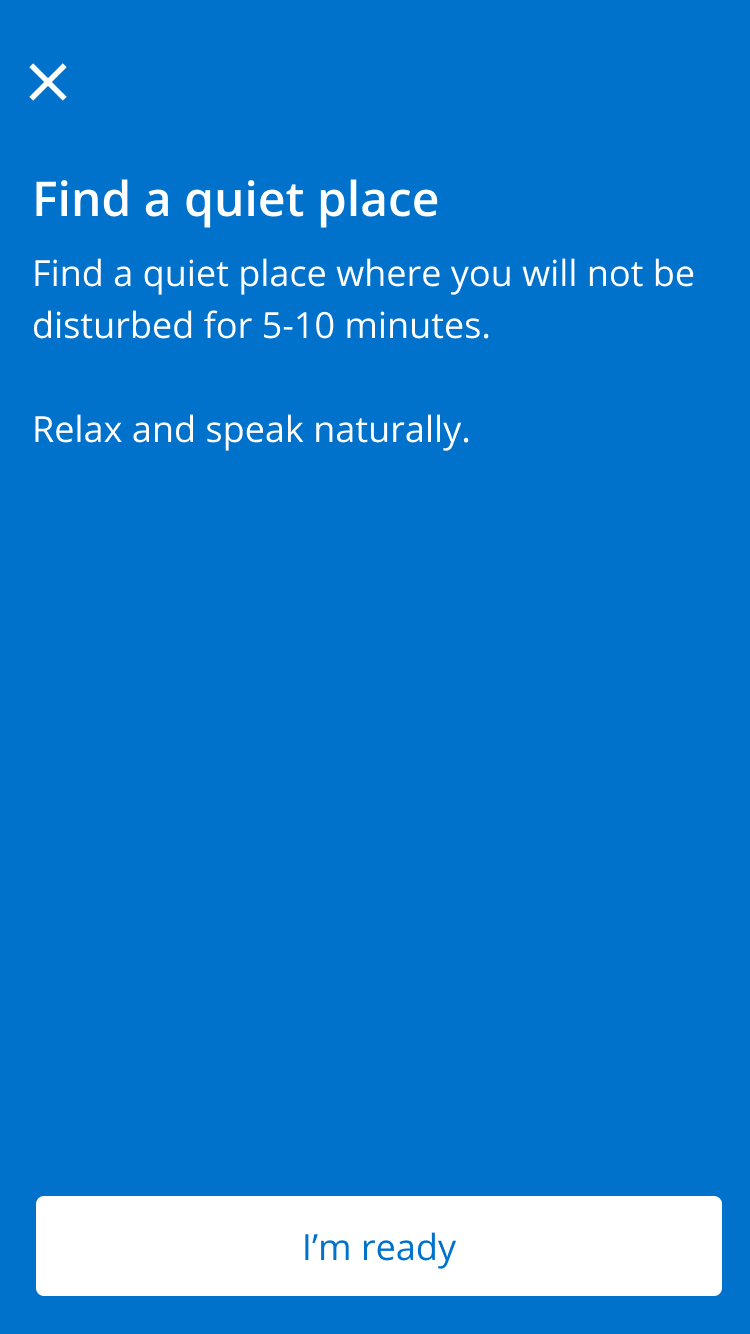 Find a quiet place
Find a quiet place where you will not be
disturbed for 5-10 minutes.
Relax and speak naturally.
I’m ready